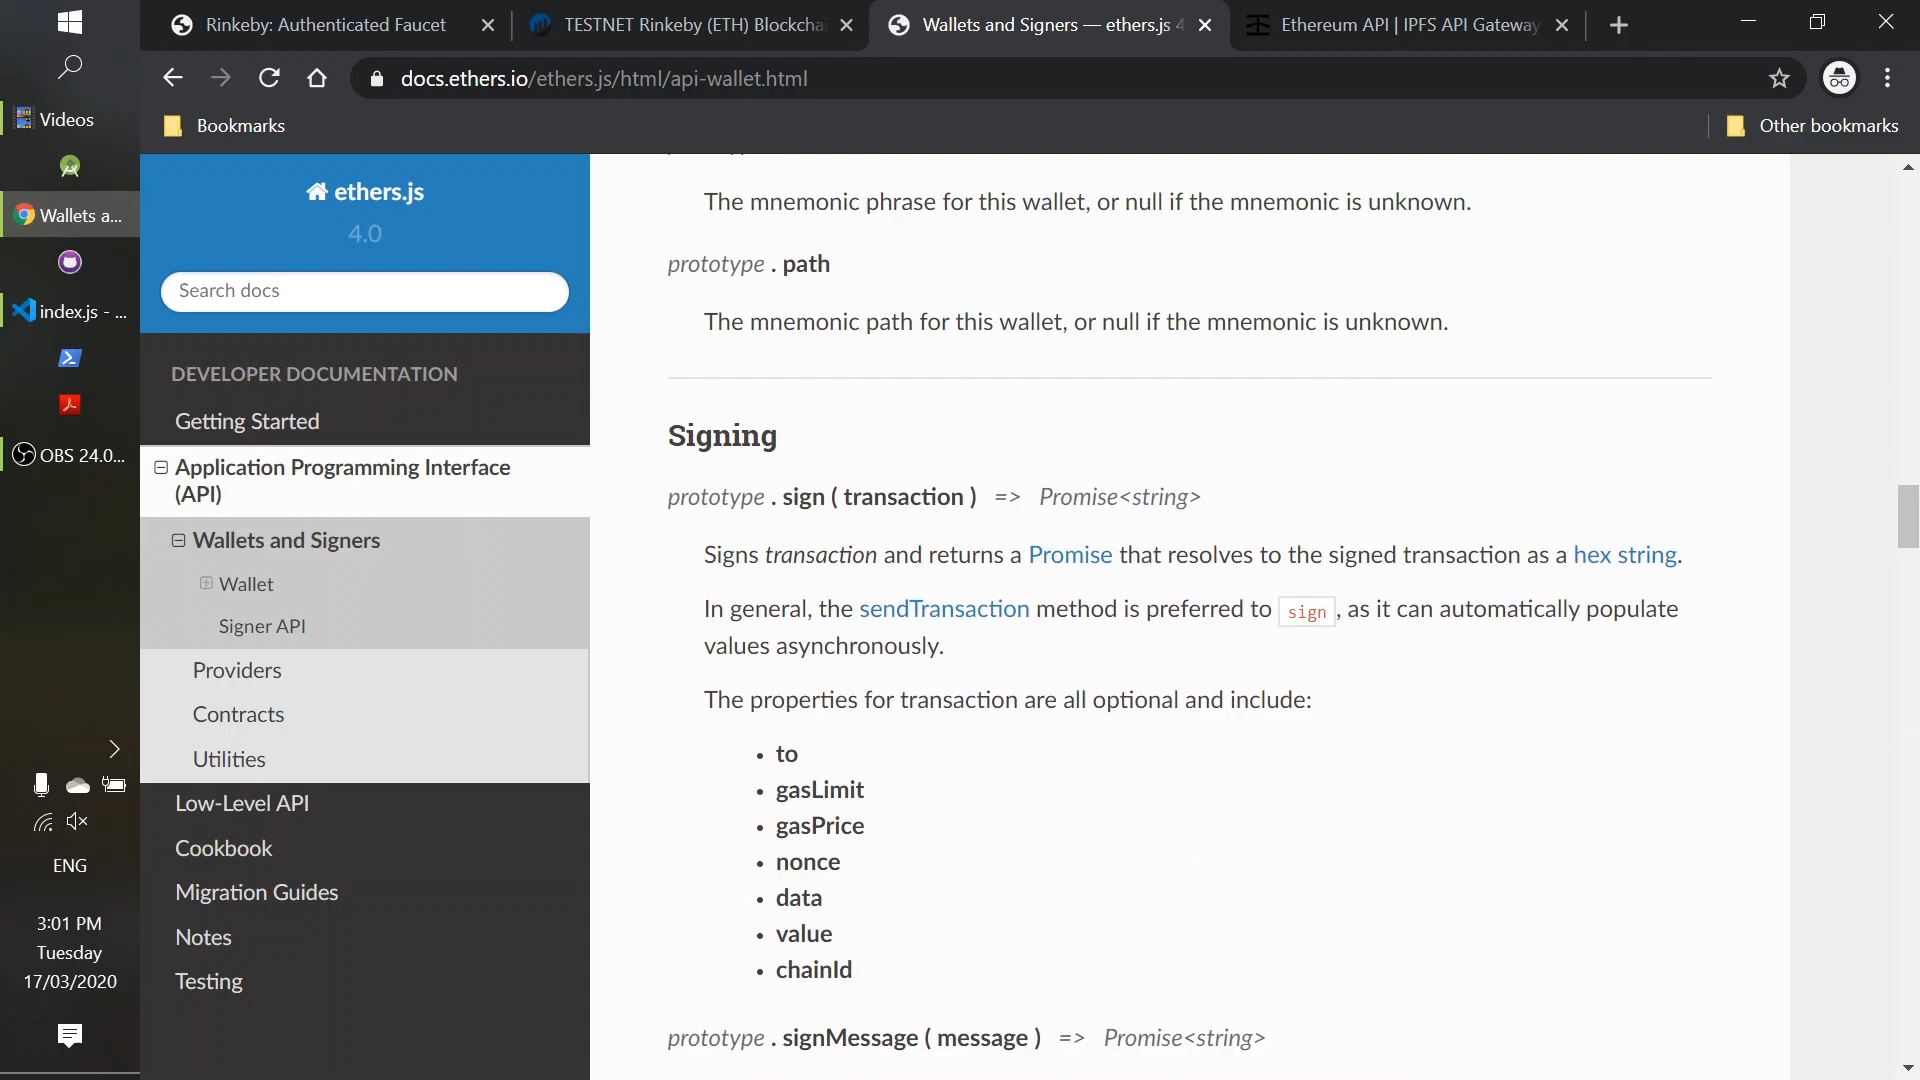 Rinkeby: Authenticated Faucet
TESTNET Rinkeby (ETH) Blockchai
Wallets and Signers — ethers.js 4
Ethereum API | IPFS API Gateway
docs.ethers.io/ethers.js/html/api-wallet.html
Bookmarks
Other bookmarks
Videos
Wallets a...
index.js - ...
OBS 24.0...
ENG
3:01 PM
Tuesday
17/03/2020
ethers.js
4.0
Search docs
DEVELOPER DOCUMENTATION
Getting Started
Application Programming Interface
(API)
Wallets and Signers
Wallet
Signer API
Providers
Contracts
Utilities
Low-Level API
Cookbook
Migration Guides
Notes
Testing
The mnemonic phrase for this wallet, or null if the mnemonic is unknown.
prototype . path
The mnemonic path for this wallet, or null if the mnemonic is unknown.
Signing
prototype . sign ( transaction ) => Promise<string>
Signs transaction and returns a Promise that resolves to the signed transaction as a hex string.
In general, the sendTransaction method is preferred to sign, as it can automatically populate
values asynchronously.
The properties for transaction are all optional and include:
• to
• gasLimit
• gasPrice
• nonce
• data
• value
• chainId
prototype . signMessage ( message ) => Promise<string>